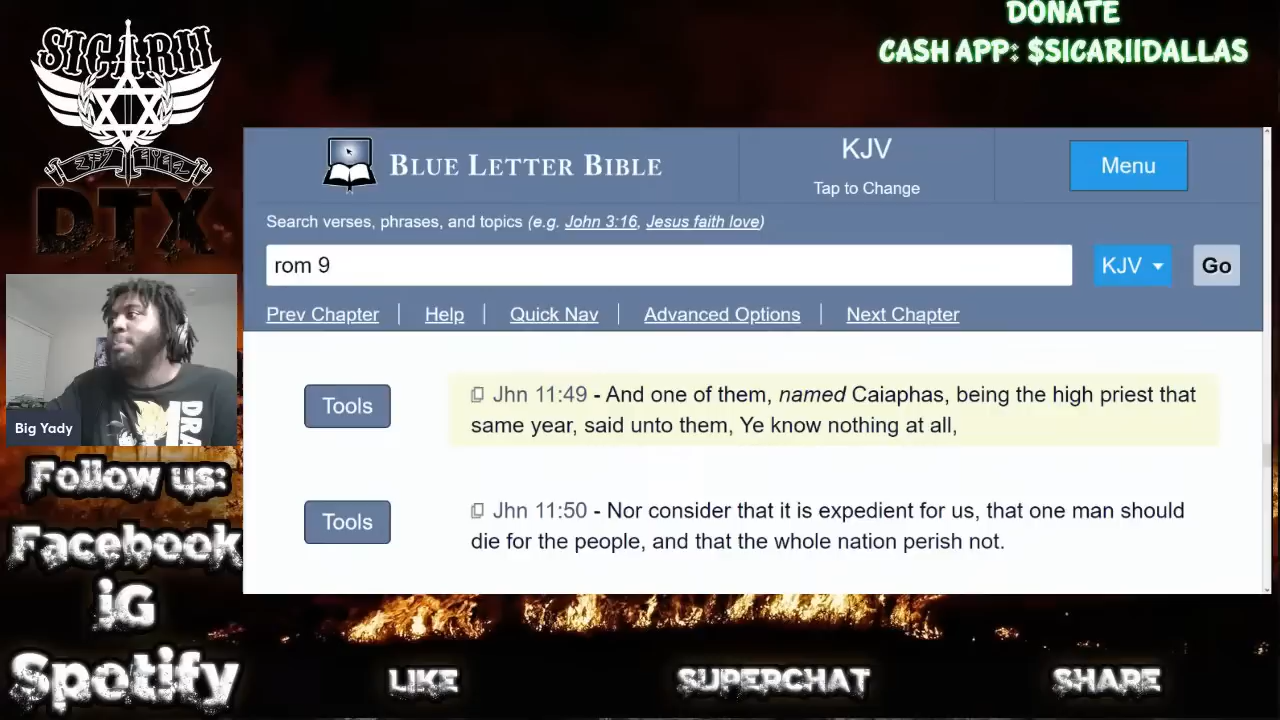 SICARII
DTX
DONATE
CASH APP: $SICARIIDALLAS
BLUE LETTER BIBLE
KJV
Tap to Change
Menu
Search verses, phrases, and topics (e.g. John 3:16, Jesus faith love)
rom 9
KJV
Go
Prev Chapter
Help
Quick Nav
Advanced Options
Next Chapter
Tools
Jhn 11:49 - And one of them, named Caiaphas, being the high priest that
same year, said unto them, Ye know nothing at all,
Tools
Jhn 11:50 - Nor consider that it is expedient for us, that one man should
die for the people, and that the whole nation perish not.
DRA
Big Yady
Follow us:
Facebook
iG
Spotify
LIKE
SUPERCHAT
SHARE